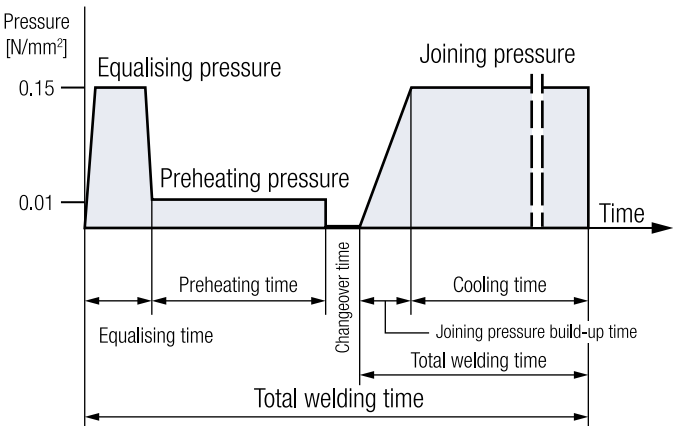 Pressure
[N/mm²]
Equalising pressure
Joining pressure
0.15
Preheating pressure
0.01
Time
Preheating time
Changeover time
Cooling time
Equalising time
Joining pressure build-up time
Total welding time
Total welding time